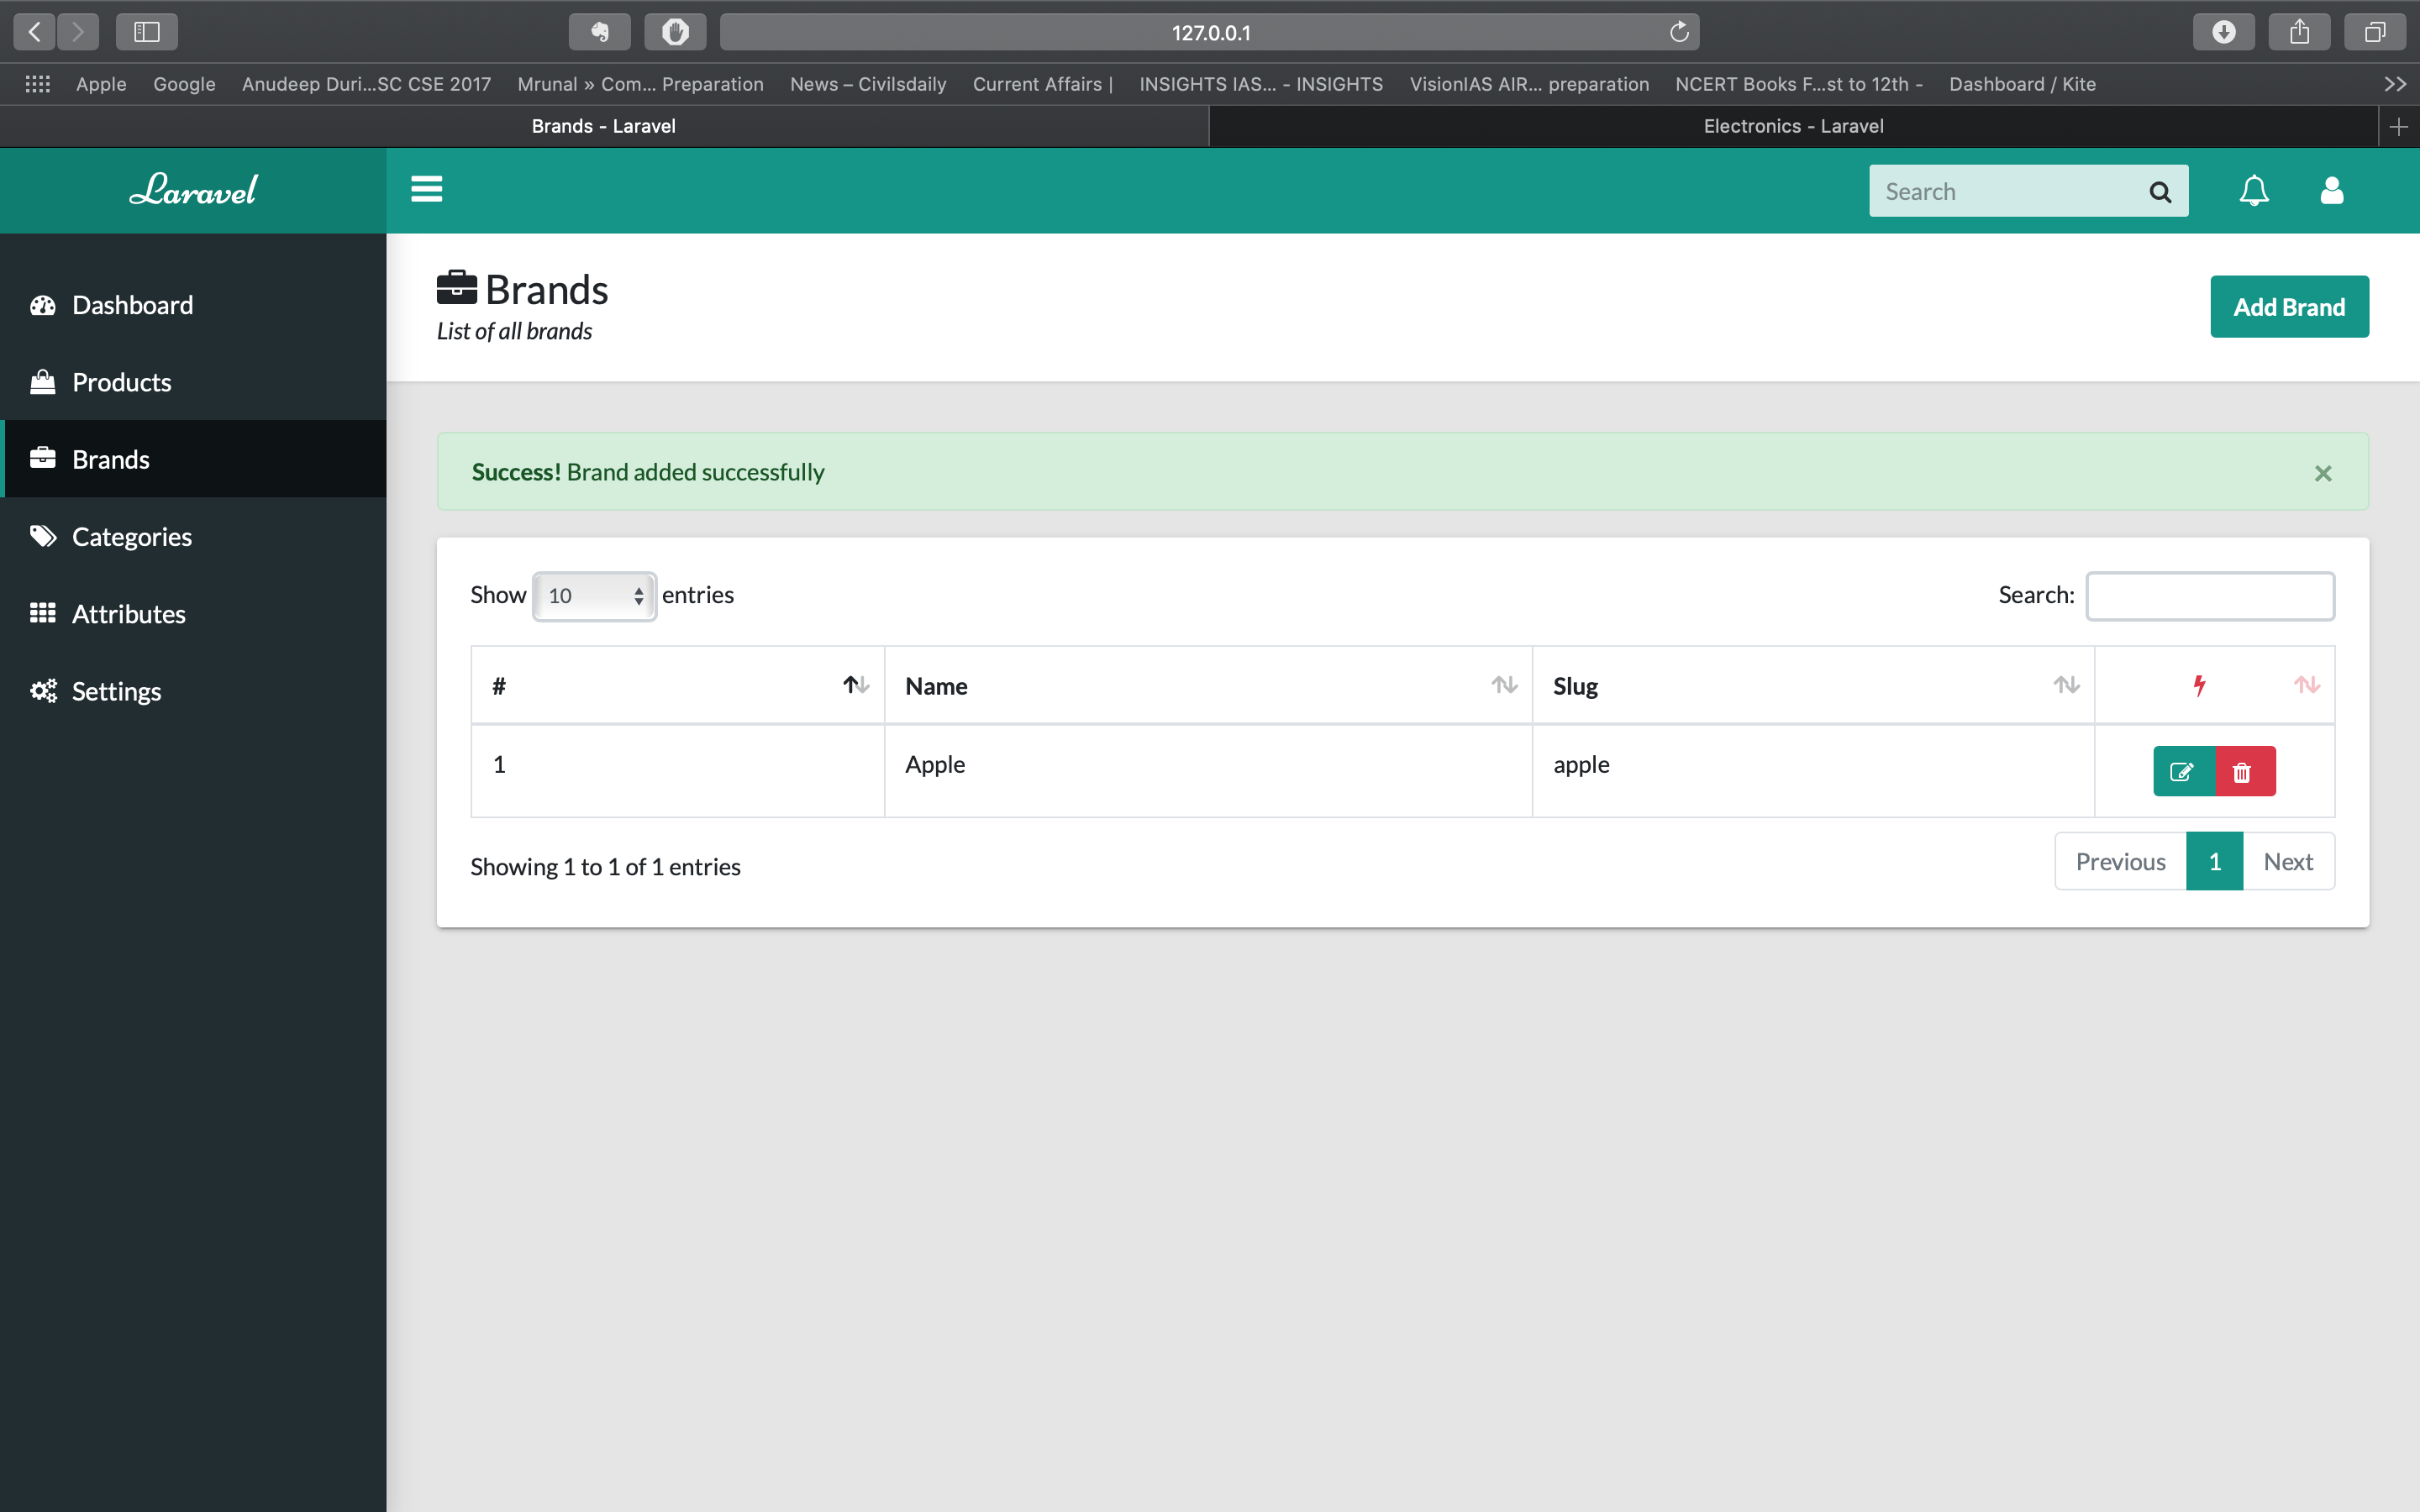 127.0.0.1
Apple Google Anudeep Duri...SC CSE 2017 Mrunal » Com... Preparation News – Civilsdaily Current Affairs | INSIGHTS IAS... - INSIGHTS VisionIAS AIR... preparation NCERT Books F...st to 12th - Dashboard / Kite
Brands - Laravel Electronics - Laravel
Laravel Search
Dashboard
Products
Brands
Categories
Attributes
Settings
Brands
List of all brands
Add Brand
Success! Brand added successfully ×
Show 10 entries Search:
# Name Slug
1 Apple apple
Showing 1 to 1 of 1 entries Previous 1 Next